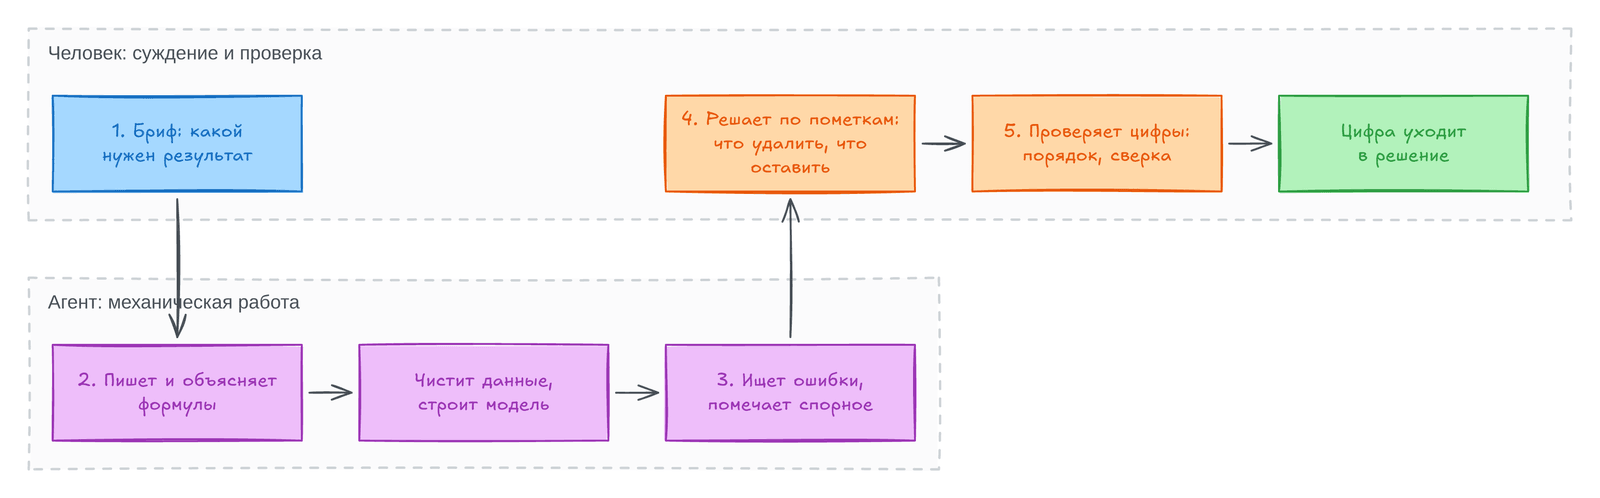 Человек: суждение и проверка
1. Бриф: какой
нужен результат
4. Решает по пометкам:
что удалить, что
оставить
5. Проверяет цифры:
порядок, сверка
Цифра уходит
в решение
Агент: механическая работа
2. Пишет и объясняет
формулы
Чистит данные,
строит модель
3. Ищет ошибки,
помечает спорное